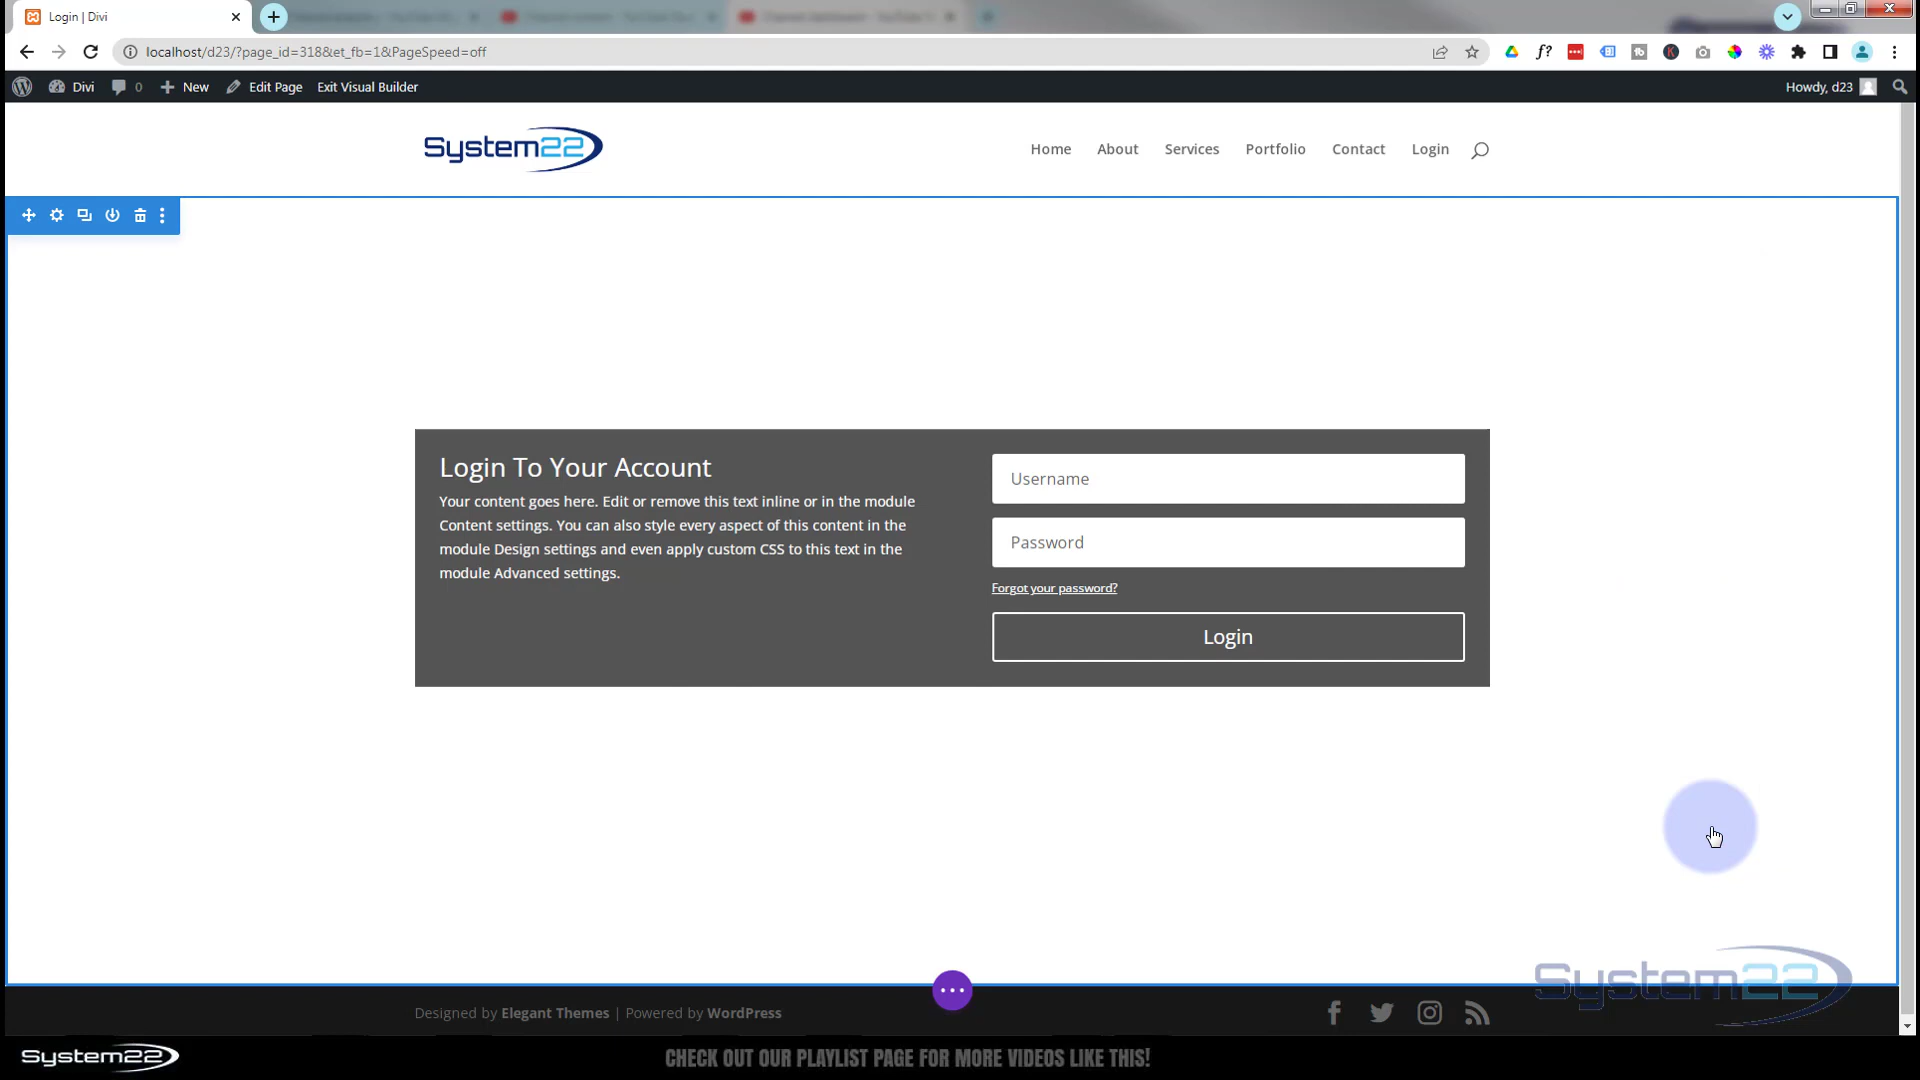 Login | Divi
localhost/d23/?page_id=318&et_fb=1&PageSpeed=off
Divi 0 New Edit Page Exit Visual Builder Howdy, d23
System22
Home About Services Portfolio Contact Login
Login To Your Account
Your content goes here. Edit or remove this text inline or in the module
Content settings. You can also style every aspect of this content in the
module Design settings and even apply custom CSS to this text in the
module Advanced settings.
Username
Password
Forgot your password?
Login
System22
Designed by Elegant Themes | Powered by WordPress
System22
CHECK OUT OUR PLAYLIST PAGE FOR MORE VIDEOS LIKE THIS!